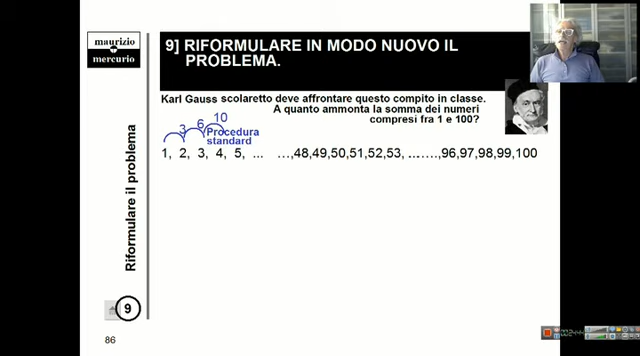 maurizio
mercurio
9] RIFORMULARE IN MODO NUOVO IL
PROBLEMA.
Karl Gauss scolaretto deve affrontare questo compito in classe.
A quanto ammonta la somma dei numeri
compresi fra 1 e 100?
3 6 10
Procedura
standard
1, 2, 3, 4, 5, ... ...,48,49,50,51,52,53, ….....,96,97,98,99,100
Riformulare il problema
9
86